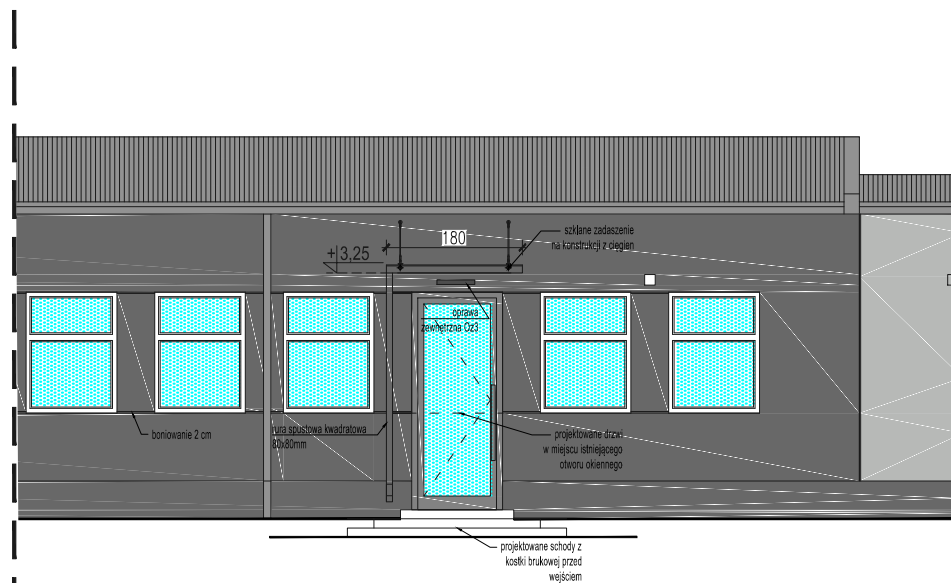 180
+3,25
szklane zadaszenie
na konstrukcji z cięgien
oprawa
zewnętrzna Oz3
boniowanie 2 cm
rura spustowa kwadratowa
80x80mm
projektowane drzwi
w miejscu istniejącego
otworu okiennego
projektowane schody z
kostki brukowej przed
wejściem